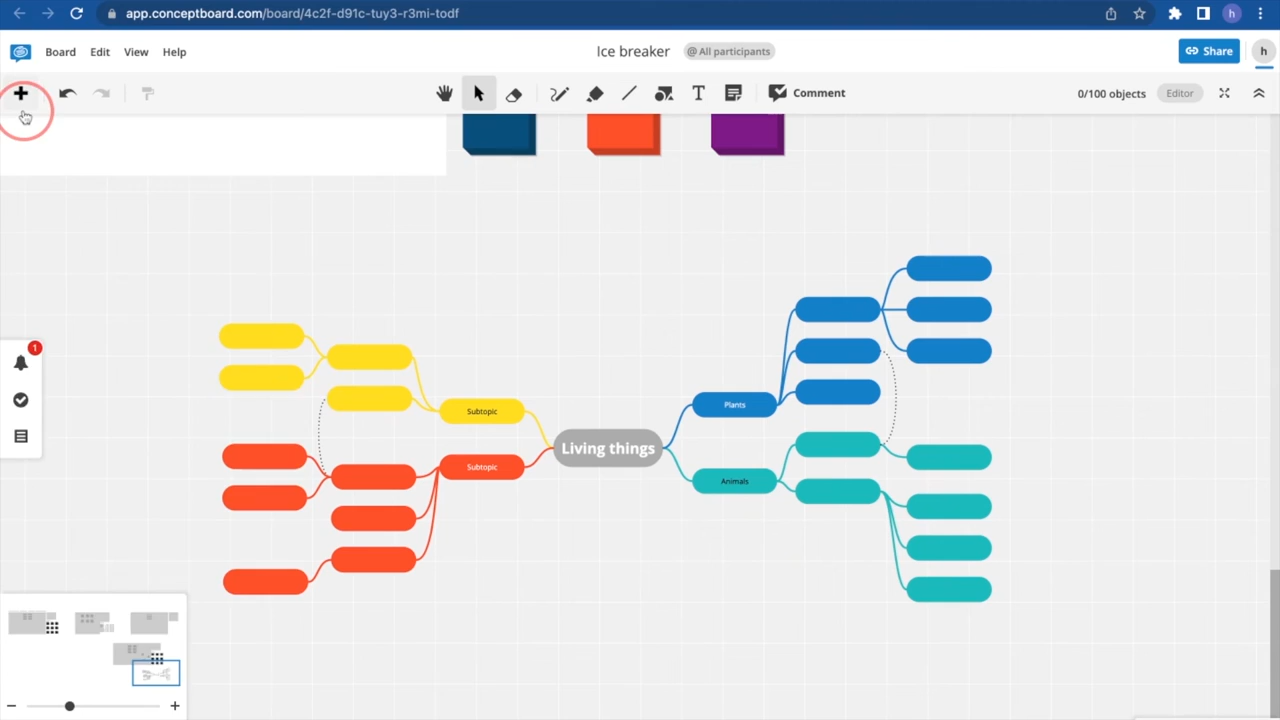 app.conceptboard.com/board/4c2f-d91c-tuy3-r3mi-todf
h
Board Edit View Help
Ice breaker
@ All participants
Share
h
T
Comment
0/100 objects
Editor
1
Plants
Subtopic
Living things
Subtopic
Animals